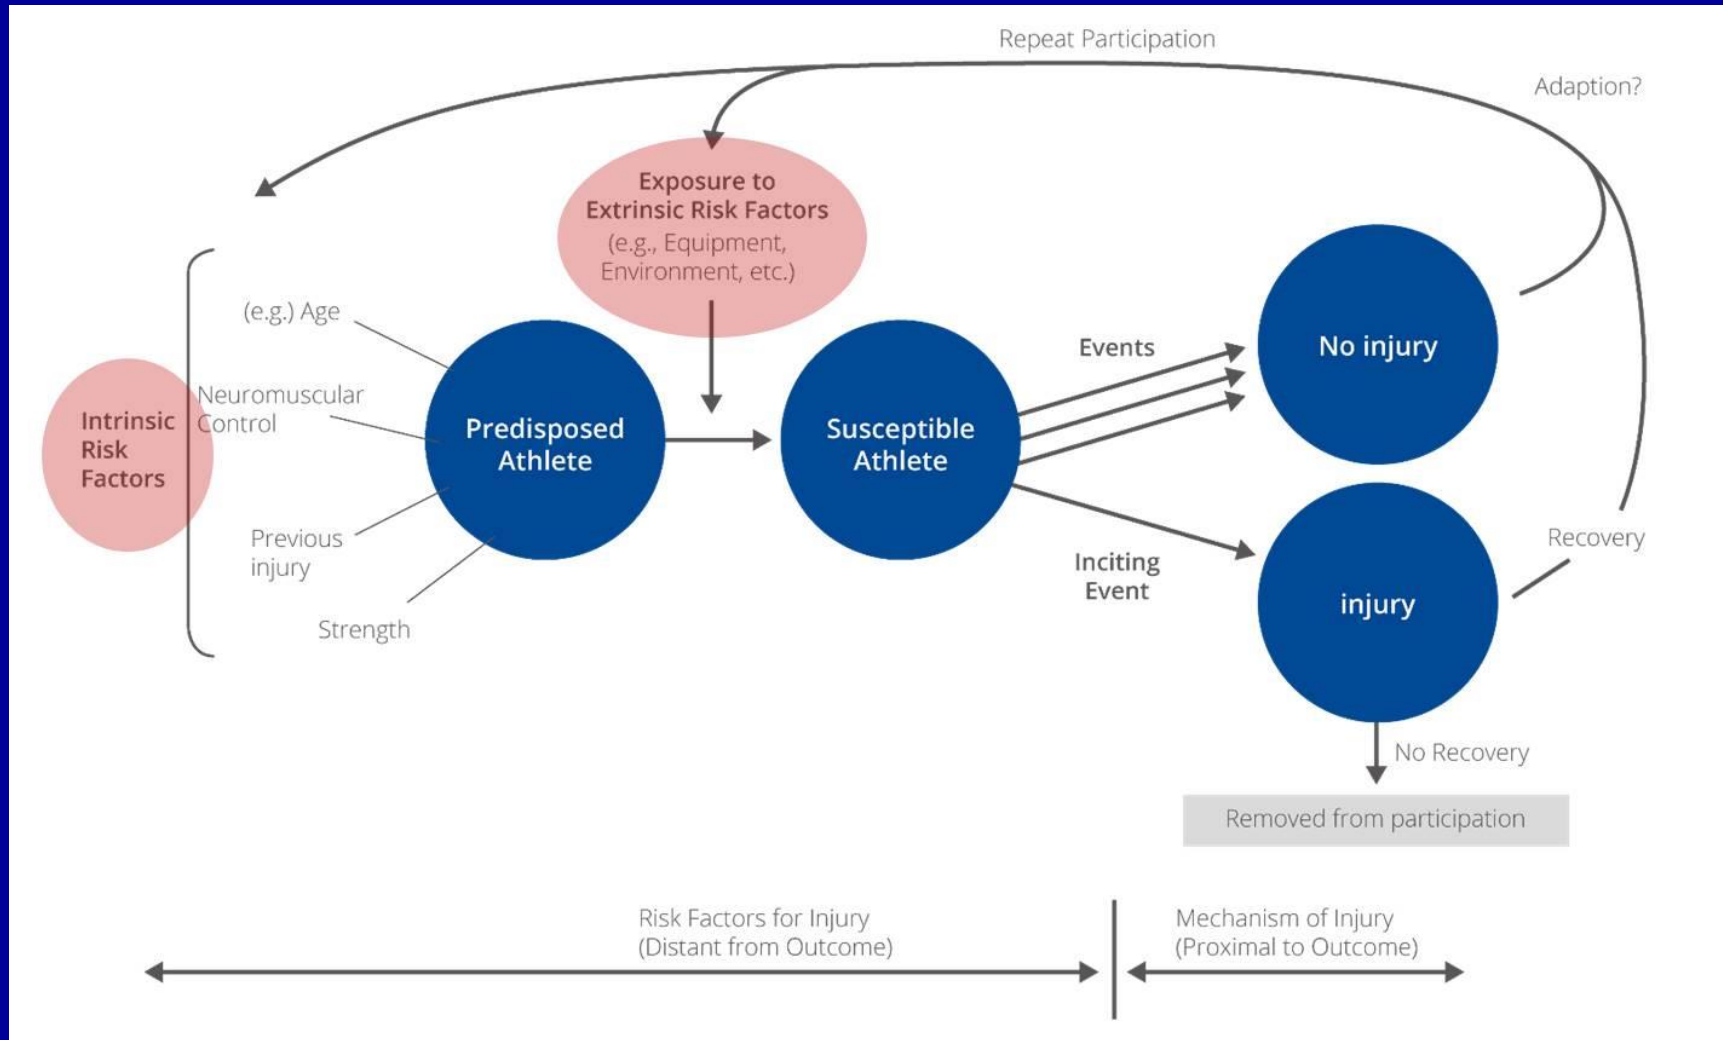 Repeat Participation
Adaption?
Exposure to
Extrinsic Risk Factors
(e.g., Equipment,
Environment, etc.)
(e.g.) Age
Neuromuscular
Control
Intrinsic
Risk
Factors
Previous
injury
Strength
Predisposed
Athlete
Susceptible
Athlete
Events
No injury
Inciting
Event
injury
Recovery
No Recovery
Removed from participation
Risk Factors for Injury
(Distant from Outcome)
Mechanism of Injury
(Proximal to Outcome)